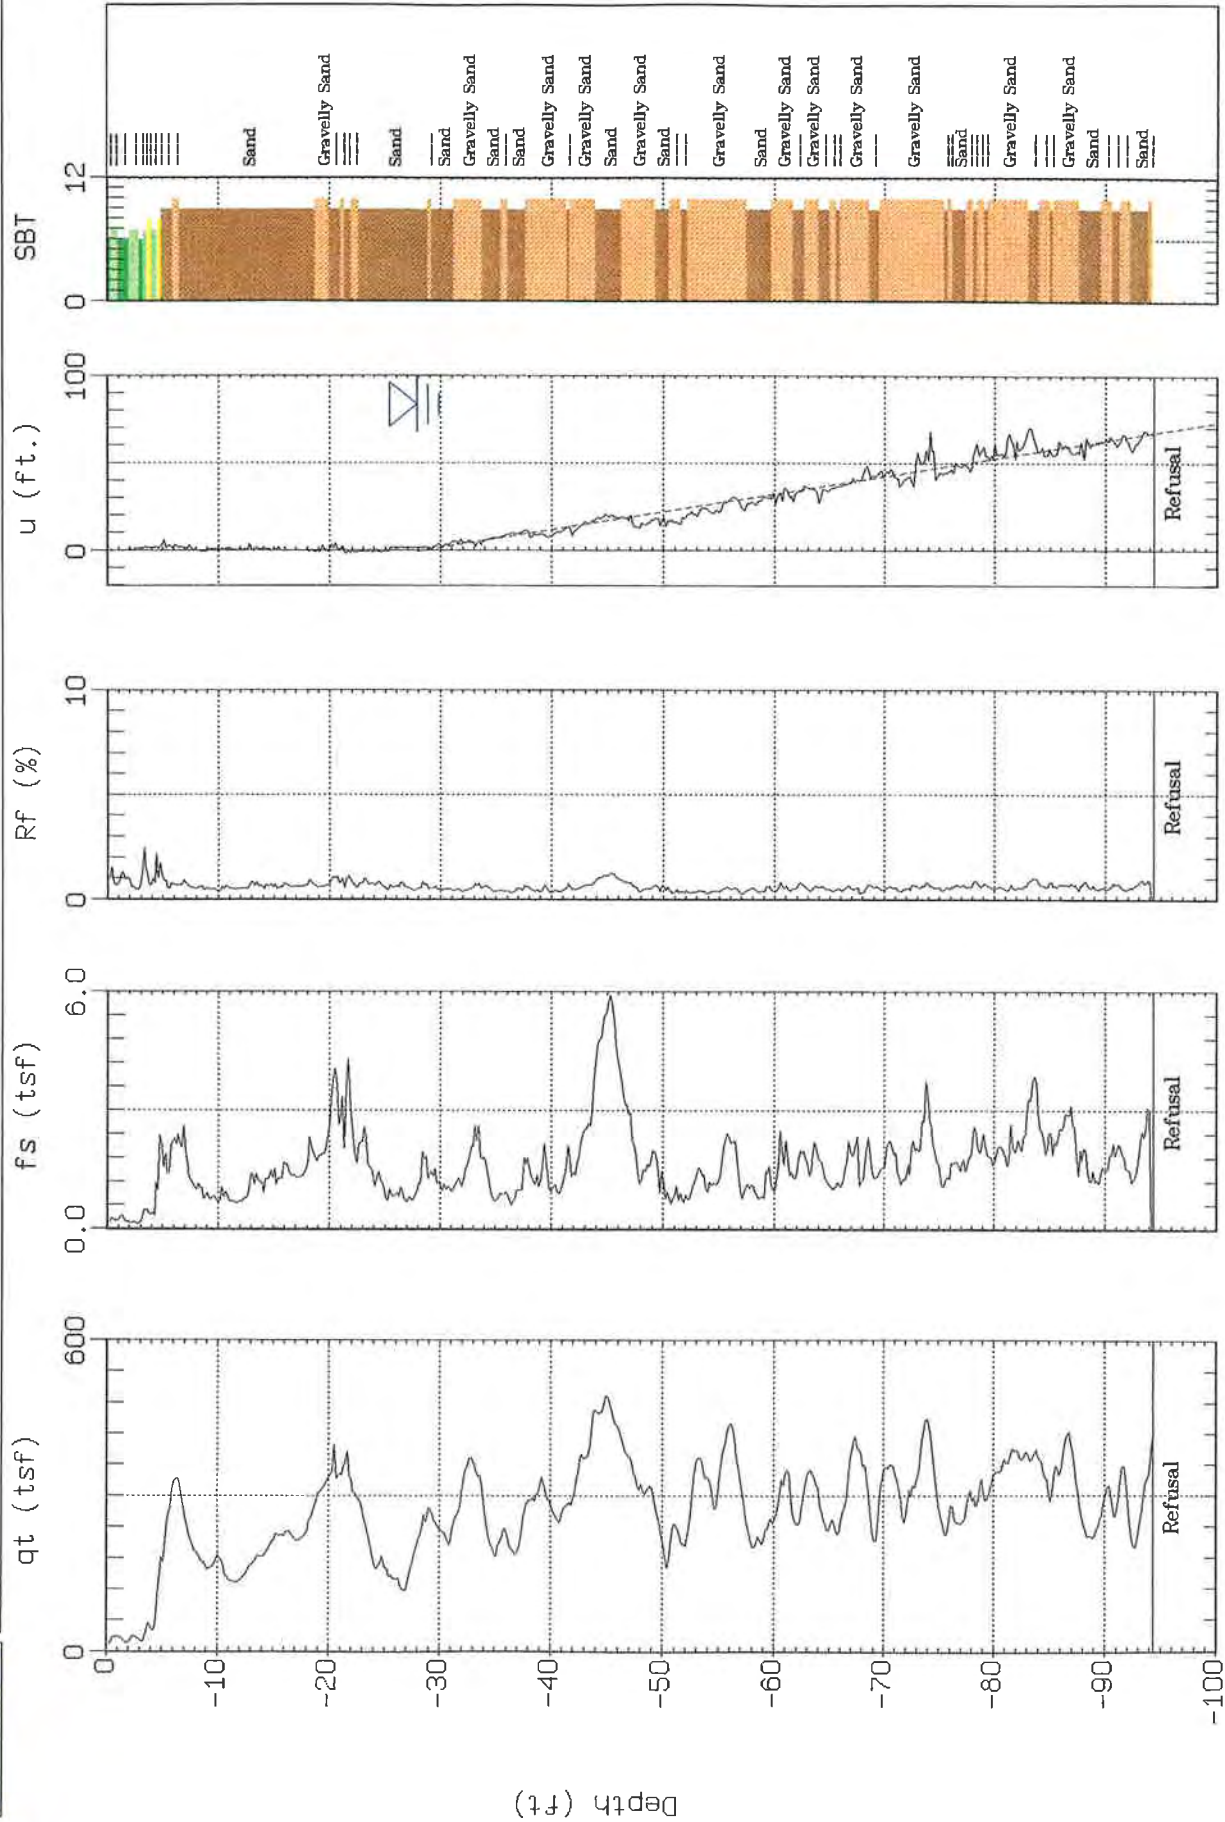 qt (tsf)
fs (tsf)
Rf (%)
u (ft.)
SBT
0
600
0.0
6.0
0
10
0
100
0
12
0
-10
-20
-30
-40
-50
-60
-70
-80
-90
-100
Depth (ft)
Refusal
Refusal
Refusal
Refusal
Sand
Gravelly Sand
Sand
Sand
Gravelly Sand
Sand
Sand
Gravelly Sand
Gravelly Sand
Sand
Gravelly Sand
Sand
Gravelly Sand
Sand
Gravelly Sand
Gravelly Sand
Gravelly Sand
Gravelly Sand
Sand
Gravelly Sand
Gravelly Sand
Sand
Sand